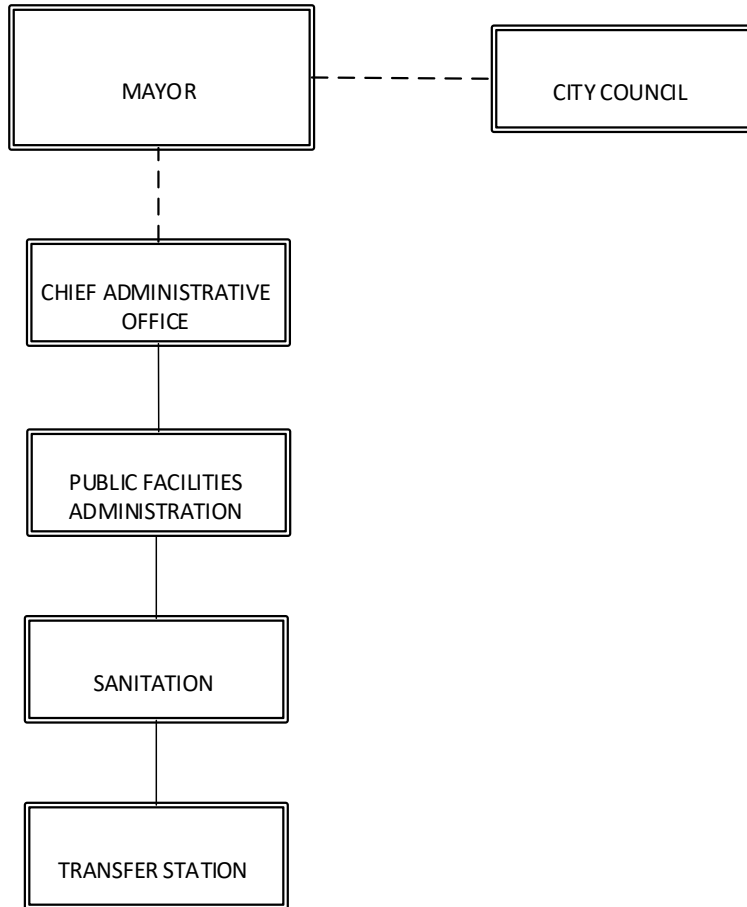 MAYOR
CITY COUNCIL
CHIEF ADMINISTRATIVE
OFFICE
PUBLIC FACILITIES
ADMINISTRATION
SANITATION
TRANSFER STATION